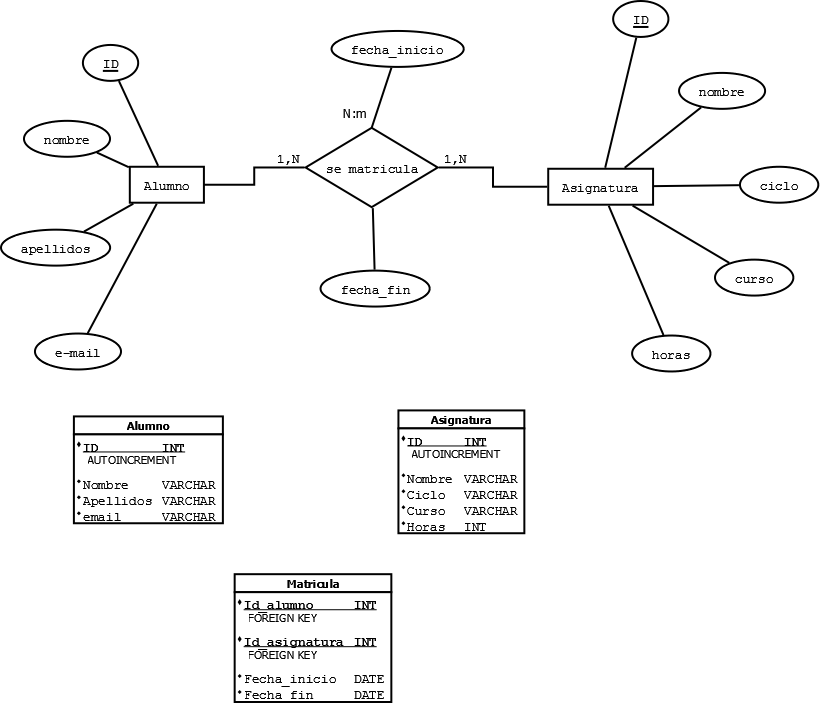 ID
fecha_inicio
ID
nombre
N:m
nombre
1,N
1,N
Alumno
se matricula
Asignatura
ciclo
apellidos
fecha_fin
curso
e-mail
horas
Alumno
ID INT
AUTOINCREMENT
Nombre VARCHAR
Apellidos VARCHAR
email VARCHAR
Asignatura
ID INT
AUTOINCREMENT
Nombre VARCHAR
Ciclo VARCHAR
Curso VARCHAR
Horas INT
Matricula
Id_alumno INT
FOREIGN KEY
Id_asignatura INT
FOREIGN KEY
Fecha_inicio DATE
Fecha_fin DATE